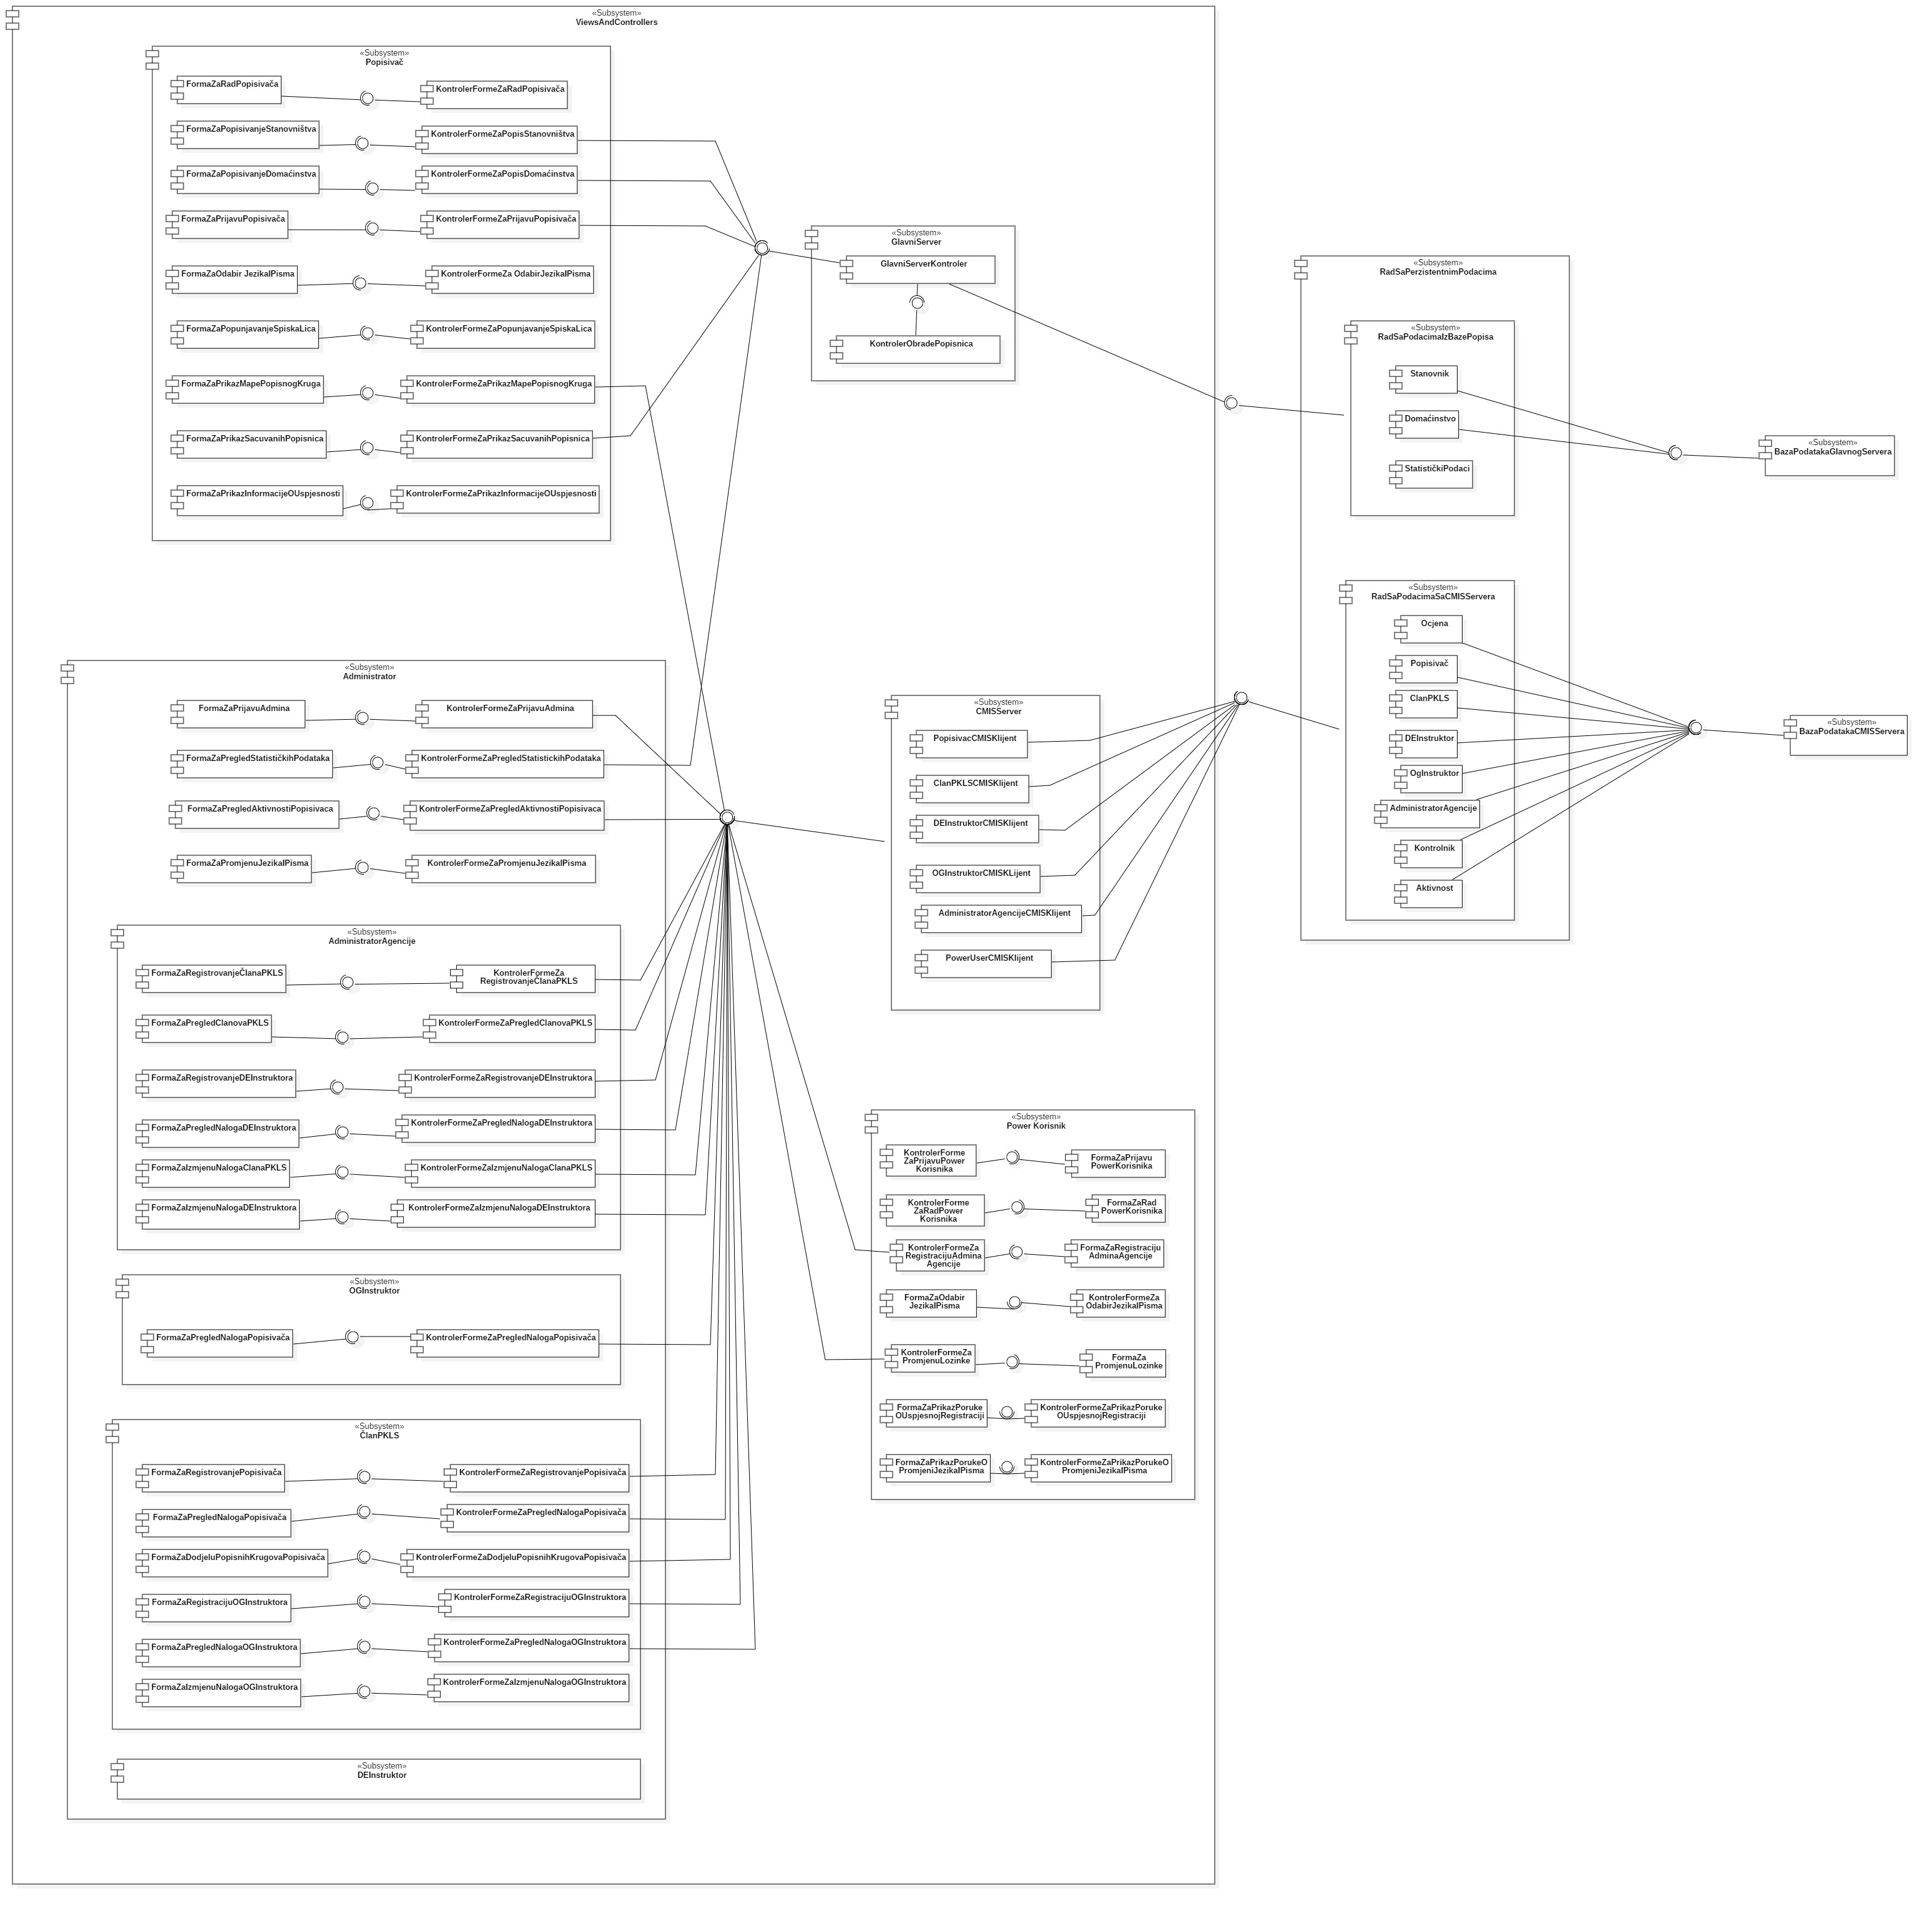 «Subsystem»
ViewsAndControllers
«Subsystem»
Popisivač
FormaZaRadPopisivača
KontrolerFormeZaRadPopisivača
FormaZaPopisivanjeStanovništva
KontrolerFormeZaPopisStanovništva
FormaZaPopisivanjeDomaćinstva
KontrolerFormeZaPopisDomaćinstva
FormaZaPrijavuPopisivača
KontrolerFormeZaPrijavuPopisivača
FormaZaOdabir JezikaIPisma
KontrolerFormeZa OdabirJezikaIPisma
FormaZaPopunjavanjeSpiskaLica
KontrolerFormeZaPopunjavanjeSpiskaLica
FormaZaPrikazMapePopisnogKruga
KontrolerFormeZaPrikazMapePopisnogKruga
FormaZaPrikazSacuvanihPopisnica
KontrolerFormeZaPrikazSacuvanihPopisnica
FormaZaPrikazInformacijeOUspjesnosti
KontrolerFormeZaPrikazInformacijeOUspjesnosti
«Subsystem»
GlavniServer
GlavniServerKontroler
KontrolerObradePopisnica
«Subsystem»
RadSaPerzistentnimPodacima
«Subsystem»
RadSaPodacimaIzBazePopisa
Stanovnik
Domaćinstvo
StatističkiPodaci
«Subsystem»
BazaPodatakaGlavnogServera
«Subsystem»
RadSaPodacimaSaCMISServera
Ocjena
Popisivač
ClanPKLS
DEInstruktor
OgInstruktor
AdministratorAgencije
Kontrolnik
Aktivnost
«Subsystem»
BazaPodatakaCMISServera
«Subsystem»
Administrator
FormaZaPrijavuAdmina
KontrolerFormeZaPrijavuAdmina
FormaZaPregledStatističkihPodataka
KontrolerFormeZaPregledStatistickihPodataka
FormaZaPregledAktivnostiPopisivaca
KontrolerFormeZaPregledAktivnostiPopisivaca
FormaZaPromjenuJezikaIPisma
KontrolerFormeZaPromjenuJezikaIPisma
«Subsystem»
CMISServer
PopisivacCMISKlijent
ClanPKLSCMISKlijent
DEInstruktorCMISKlijent
OGInstruktorCMISKLijent
AdministratorAgencijeCMISKlijent
PowerUserCMISKlijent
«Subsystem»
AdministratorAgencije
FormaZaRegistrovanjeČlanaPKLS
KontrolerFormeZa
RegistrovanjeČlanaPKLS
FormaZaPregledClanovaPKLS
KontrolerFormeZaPregledClanovaPKLS
FormaZaRegistrovanjeDEInstruktora
KontrolerFormeZaRegistrovanjeDEInstruktora
FormaZaPregledNalogaDEInstruktora
KontrolerFormeZaPregledNalogaDEInstruktora
FormaZaIzmjenuNalogaClanaPKLS
KontrolerFormeZaIzmjenuNalogaClanaPKLS
FormaZaIzmjenuNalogaDEInstruktora
KontrolerFormeZaIzmjenuNalogaDEInstruktora
«Subsystem»
Power Korisnik
KontrolerForme
ZaPrijavuPower
Korisnika
FormaZaPrijavu
PowerKorisnika
KontrolerForme
ZaRadPower
Korisnika
FormaZaRad
PowerKorisnika
KontrolerFormeZa
RegistracijuAdmina
Agencije
FormaZaRegistraciju
AdminaAgencije
FormaZaOdabir
JezikaIPisma
KontrolerFormeZa
OdabirJezikaIPisma
KontrolerFormeZa
PromjenuLozinke
FormaZa
PromjenuLozinke
FormaZaPrikazPoruke
OUspjesnojRegistraciji
KontrolerFormeZaPrikazPoruke
OUspjesnojRegistraciji
FormaZaPrikazPorukeO
PromjeniJezikaIPisma
KontrolerFormeZaPrikazPorukeO
PromjeniJezikaIPisma
«Subsystem»
OGInstruktor
FormaZaPregledNalogaPopisivača
KontrolerFormeZaPregledNalogaPopisivača
«Subsystem»
ČlanPKLS
FormaZaRegistrovanjePopisivača
KontrolerFormeZaRegistrovanjePopisivača
FormaZaPregledNalogaPopisivača
KontrolerFormeZaPregledNalogaPopisivača
FormaZaDodjeluPopisnihKrugovaPopisivača
KontrolerFormeZaDodjeluPopisnihKrugovaPopisivača
FormaZaRegistracijuOGInstruktora
KontrolerFormeZaRegistracijuOGInstruktora
FormaZaPregledNalogaOGInstruktora
KontrolerFormeZaPregledNalogaOGInstruktora
FormaZaIzmjenuNalogaOGInstruktora
KontrolerFormeZaIzmjenuNalogaOGInstruktora
«Subsystem»
DEInstruktor